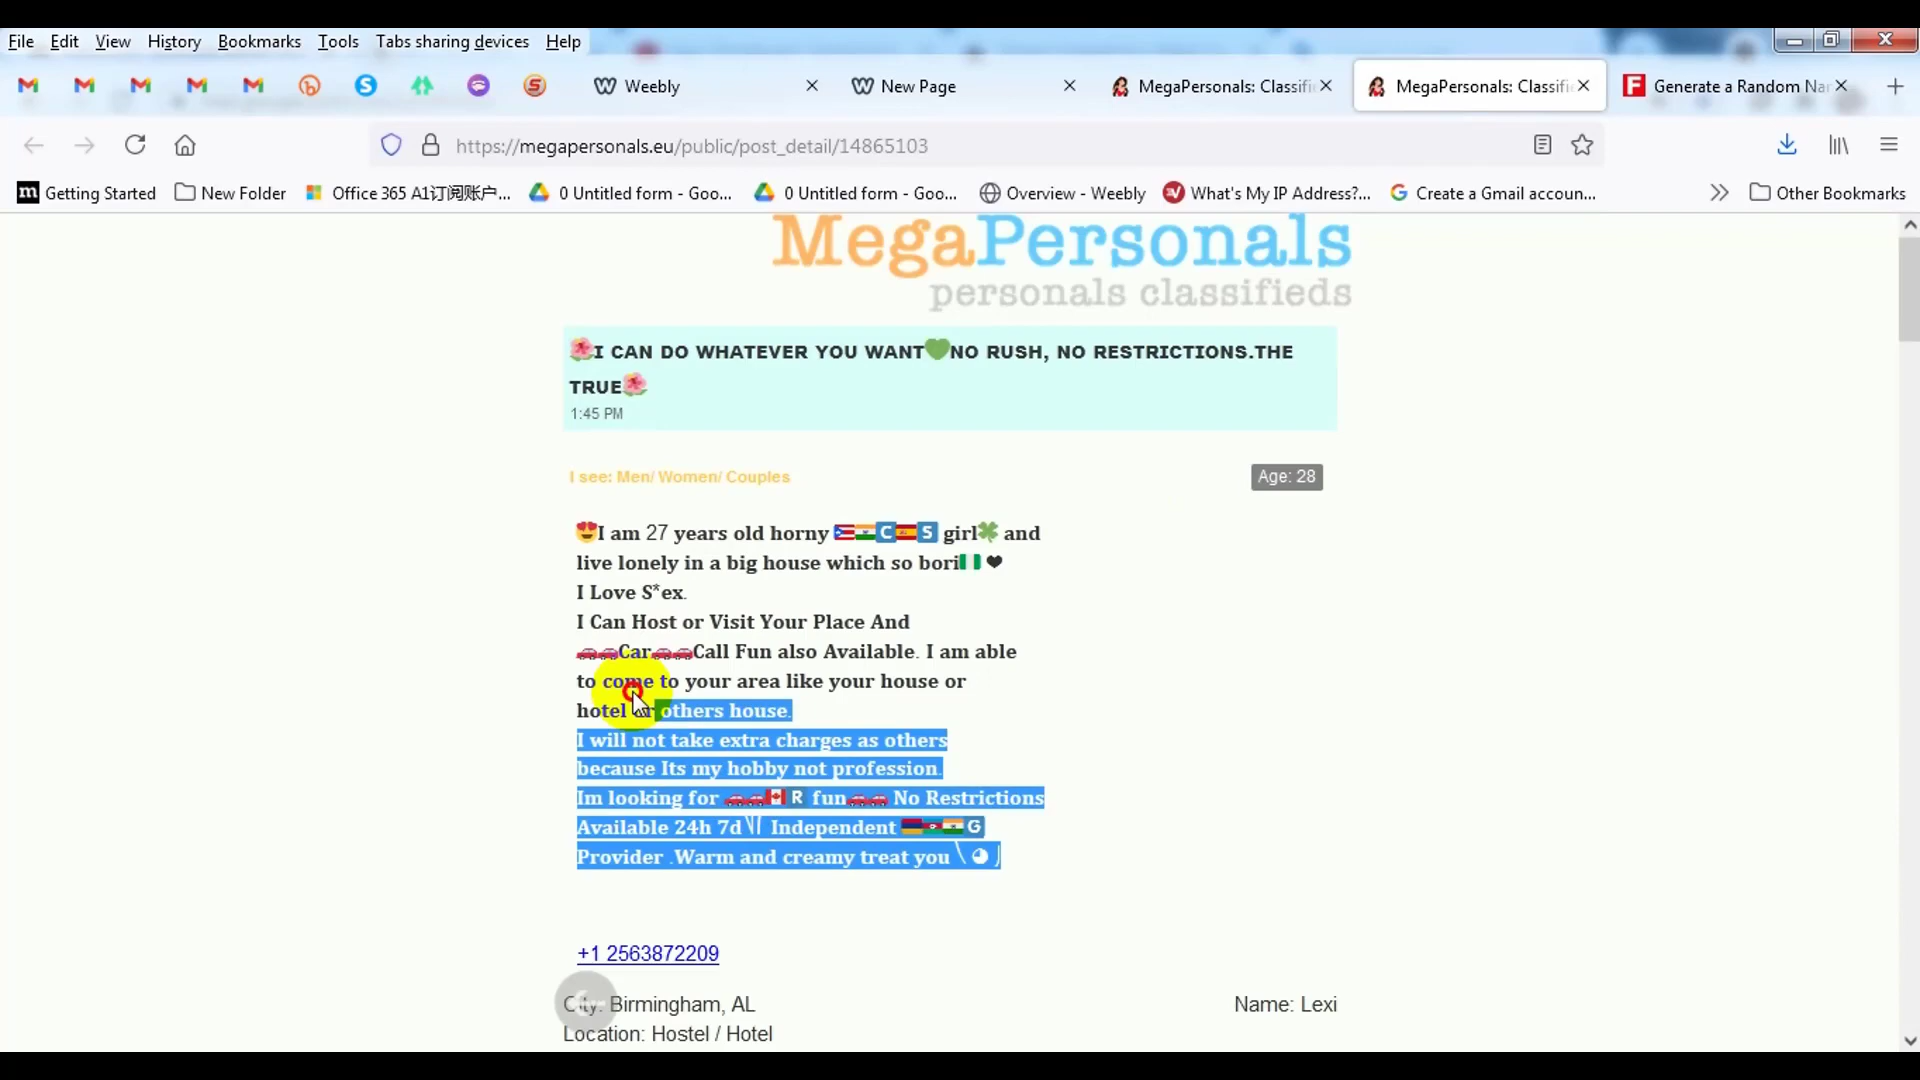 File Edit View History Bookmarks Tools Tabs sharing devices Help
Weebly New Page MegaPersonals: Classifi MegaPersonals: Classifi Generate a Random Nar
https://megapersonals.eu/public/post_detail/14865103
Getting Started New Folder Office 365 A1订阅账户... 0 Untitled form - Goo... 0 Untitled form - Goo... Overview - Weebly What's My IP Address?... Create a Gmail accoun... Other Bookmarks
MegaPersonals
personals classifieds
🌺I CAN DO WHATEVER YOU WANT💚NO RUSH, NO RESTRICTIONS.THE
TRUE🌺
1:45 PM
I see: Men/ Women/ Couples Age: 28
😍I am 27 years old horny 🇵🇷🇮🇳🇨🇪🇸🇸 girl🍀 and
live lonely in a big house which so bori🇳🇬 ❤
I Love S*ex.
I Can Host or Visit Your Place And
🚗🚗Car🚗🚗Call Fun also Available. I am able
to come to your area like your house or
hotel or others house.
I will not take extra charges as others
because Its my hobby not profession.
Im looking for 🚗🚗🇨🇦🇷 fun🚗🚗 No Restrictions
Available 24h 7d Independent 🇦🇲🇦🇿🇮🇳🇬
Provider .Warm and creamy treat you
+1 2563872209
City: Birmingham, AL Name: Lexi
Location: Hostel / Hotel